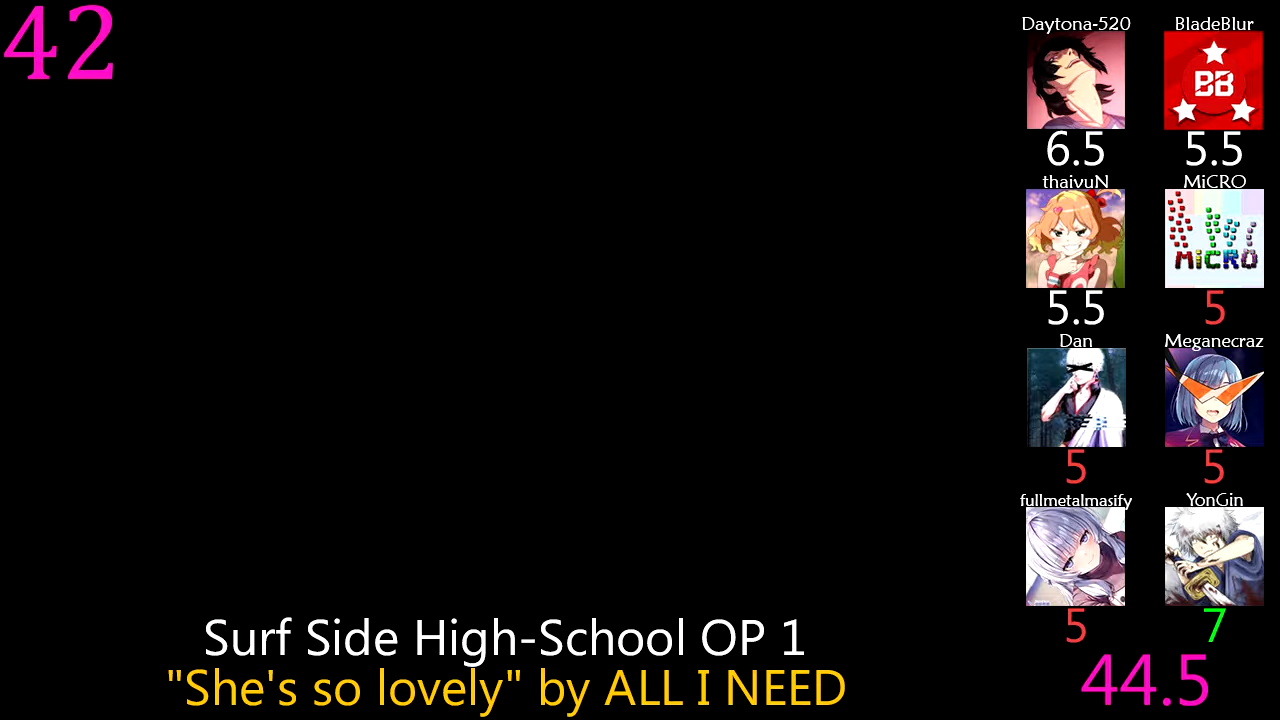 42
Daytona-520
BladeBlur
BB
6.5
5.5
thaivuN
MiCRO
MiCRO
5.5
5
Dan
Meganecraz
5
5
fullmetalmasify
YonGin
5
7
Surf Side High-School OP 1
"She's so lovely" by ALL I NEED
44.5